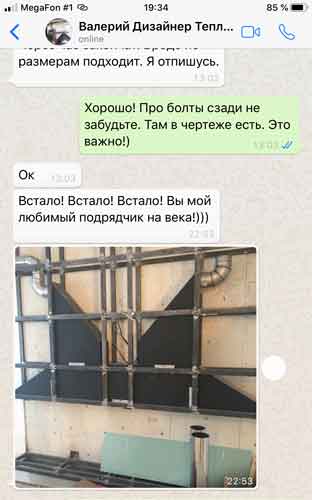 MegaFon #1
19:34
85 %
Валерий Дизайнер Тепл...
online
размерам подходит. Я отпишусь.
13:03
Хорошо! Про болты сзади не
забудьте. Там в чертеже есть. Это
важно!)
13:03
Ок
13:03
Встало! Встало! Встало! Вы мой
любимый подрядчик на века!)))
22:53
22:53